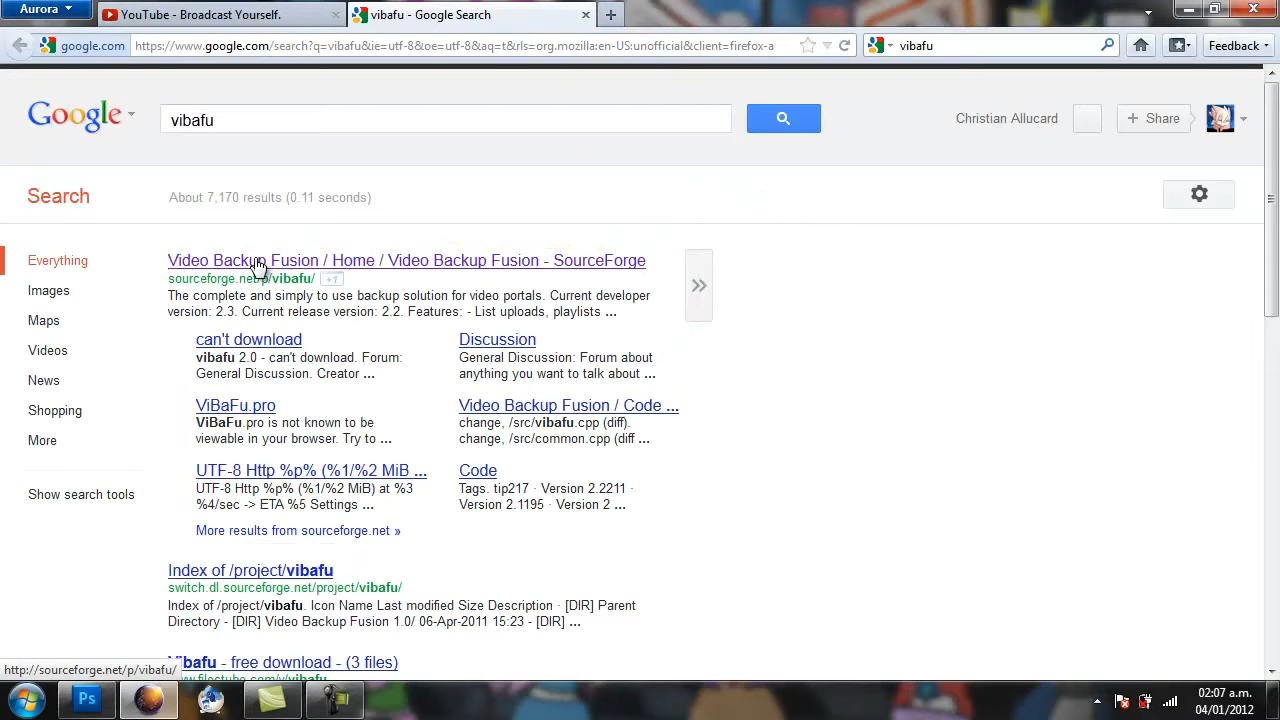 Aurora
YouTube - Broadcast Yourself.
vibafu - Google Search
google.com
https://www.google.com/search?q=vibafu&ie=utf-8&oe=utf-8&aq=t&rls=org.mozilla:en-US:unofficial&client=firefox-a
vibafu
Feedback
Google
vibafu
Christian Allucard
+ Share
Search
About 7,170 results (0.11 seconds)
Everything
Images
Maps
Videos
News
Shopping
More
Show search tools
Video Backup Fusion / Home / Video Backup Fusion - SourceForge
sourceforge.net/p/vibafu/
+1
The complete and simply to use backup solution for video portals. Current developer
version: 2.3. Current release version: 2.2. Features: - List uploads, playlists ...
can't download
vibafu 2.0 - can't download. Forum:
General Discussion. Creator ...
Discussion
General Discussion: Forum about
anything you want to talk about ...
ViBaFu.pro
ViBaFu.pro is not known to be
viewable in your browser. Try to ...
Video Backup Fusion / Code ...
change, /src/vibafu.cpp (diff).
change, /src/common.cpp (diff ...
UTF-8 Http %p% (%1/%2 MiB ...
UTF-8 Http %p% (%1/%2 MiB) at %3
%4/sec -> ETA %5 Settings ...
Code
Tags. tip217 · Version 2.2211 ·
Version 2.1195 · Version 2 ...
More results from sourceforge.net »
Index of /project/vibafu
switch.dl.sourceforge.net/project/vibafu/
Index of /project/vibafu. Icon Name Last modified Size Description · [DIR] Parent
Directory - [DIR] Video Backup Fusion 1.0/ 06-Apr-2011 15:23 - [DIR] ...
Vibafu - free download - (3 files)
www.filestube.com/v/vibafu
http://sourceforge.net/p/vibafu/
Ps
02:07 a.m.
04/01/2012